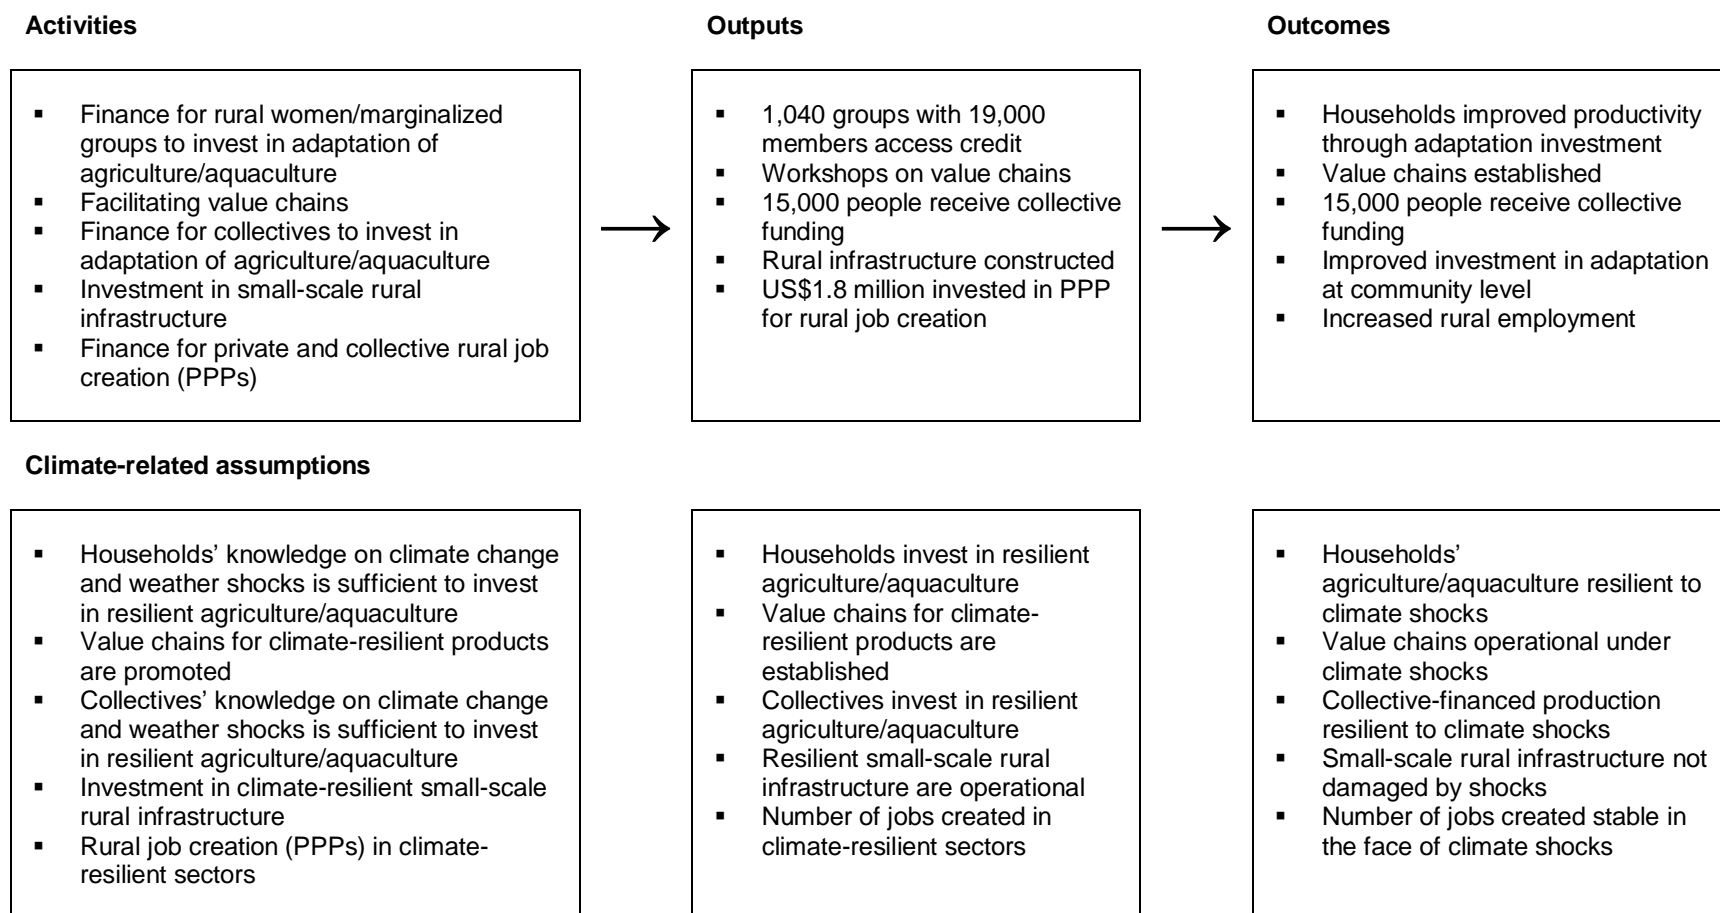 Activities
▪ Finance for rural women/marginalized
groups to invest in adaptation of
agriculture/aquaculture
▪ Facilitating value chains
▪ Finance for collectives to invest in
adaptation of agriculture/aquaculture
▪ Investment in small-scale rural
infrastructure
▪ Finance for private and collective rural job
creation (PPPs)
Outputs
▪ 1,040 groups with 19,000
members access credit
▪ Workshops on value chains
▪ 15,000 people receive collective
funding
▪ Rural infrastructure constructed
▪ US$1.8 million invested in PPP
for rural job creation
Outcomes
▪ Households improved productivity
through adaptation investment
▪ Value chains established
▪ 15,000 people receive collective
funding
▪ Improved investment in adaptation
at community level
▪ Increased rural employment
Climate-related assumptions
▪ Households’ knowledge on climate change
and weather shocks is sufficient to invest
in resilient agriculture/aquaculture
▪ Value chains for climate-resilient products
are promoted
▪ Collectives’ knowledge on climate change
and weather shocks is sufficient to invest
in resilient agriculture/aquaculture
▪ Investment in climate-resilient small-scale
rural infrastructure
▪ Rural job creation (PPPs) in climate-
resilient sectors
▪ Households invest in resilient
agriculture/aquaculture
▪ Value chains for climate-
resilient products are
established
▪ Collectives invest in resilient
agriculture/aquaculture
▪ Resilient small-scale rural
infrastructure are operational
▪ Number of jobs created in
climate-resilient sectors
▪ Households’
agriculture/aquaculture resilient to
climate shocks
▪ Value chains operational under
climate shocks
▪ Collective-financed production
resilient to climate shocks
▪ Small-scale rural infrastructure not
damaged by shocks
▪ Number of jobs created stable in
the face of climate shocks